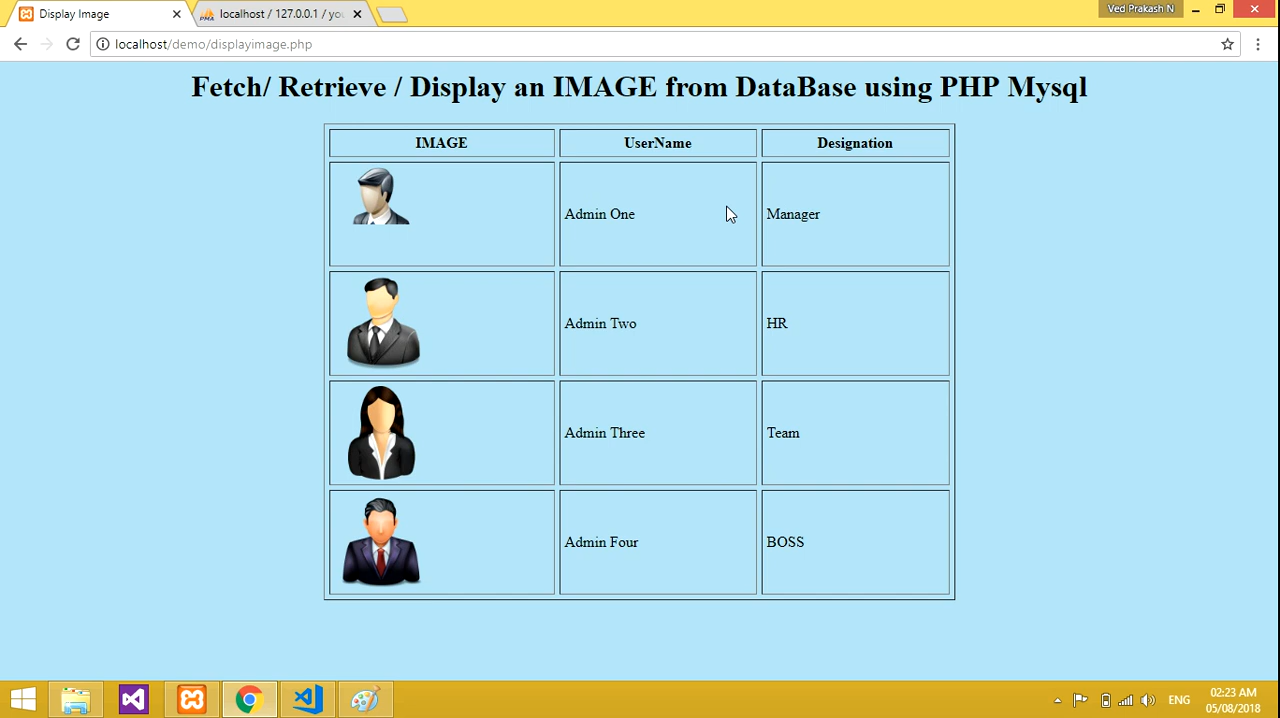 Display Image
localhost / 127.0.0.1 / you
Ved Prakash N
localhost/demo/displayimage.php
Fetch/ Retrieve / Display an IMAGE from DataBase using PHP Mysql
IMAGE UserName Designation
Admin One Manager
Admin Two HR
Admin Three Team
Admin Four BOSS
ENG
02:23 AM
05/08/2018